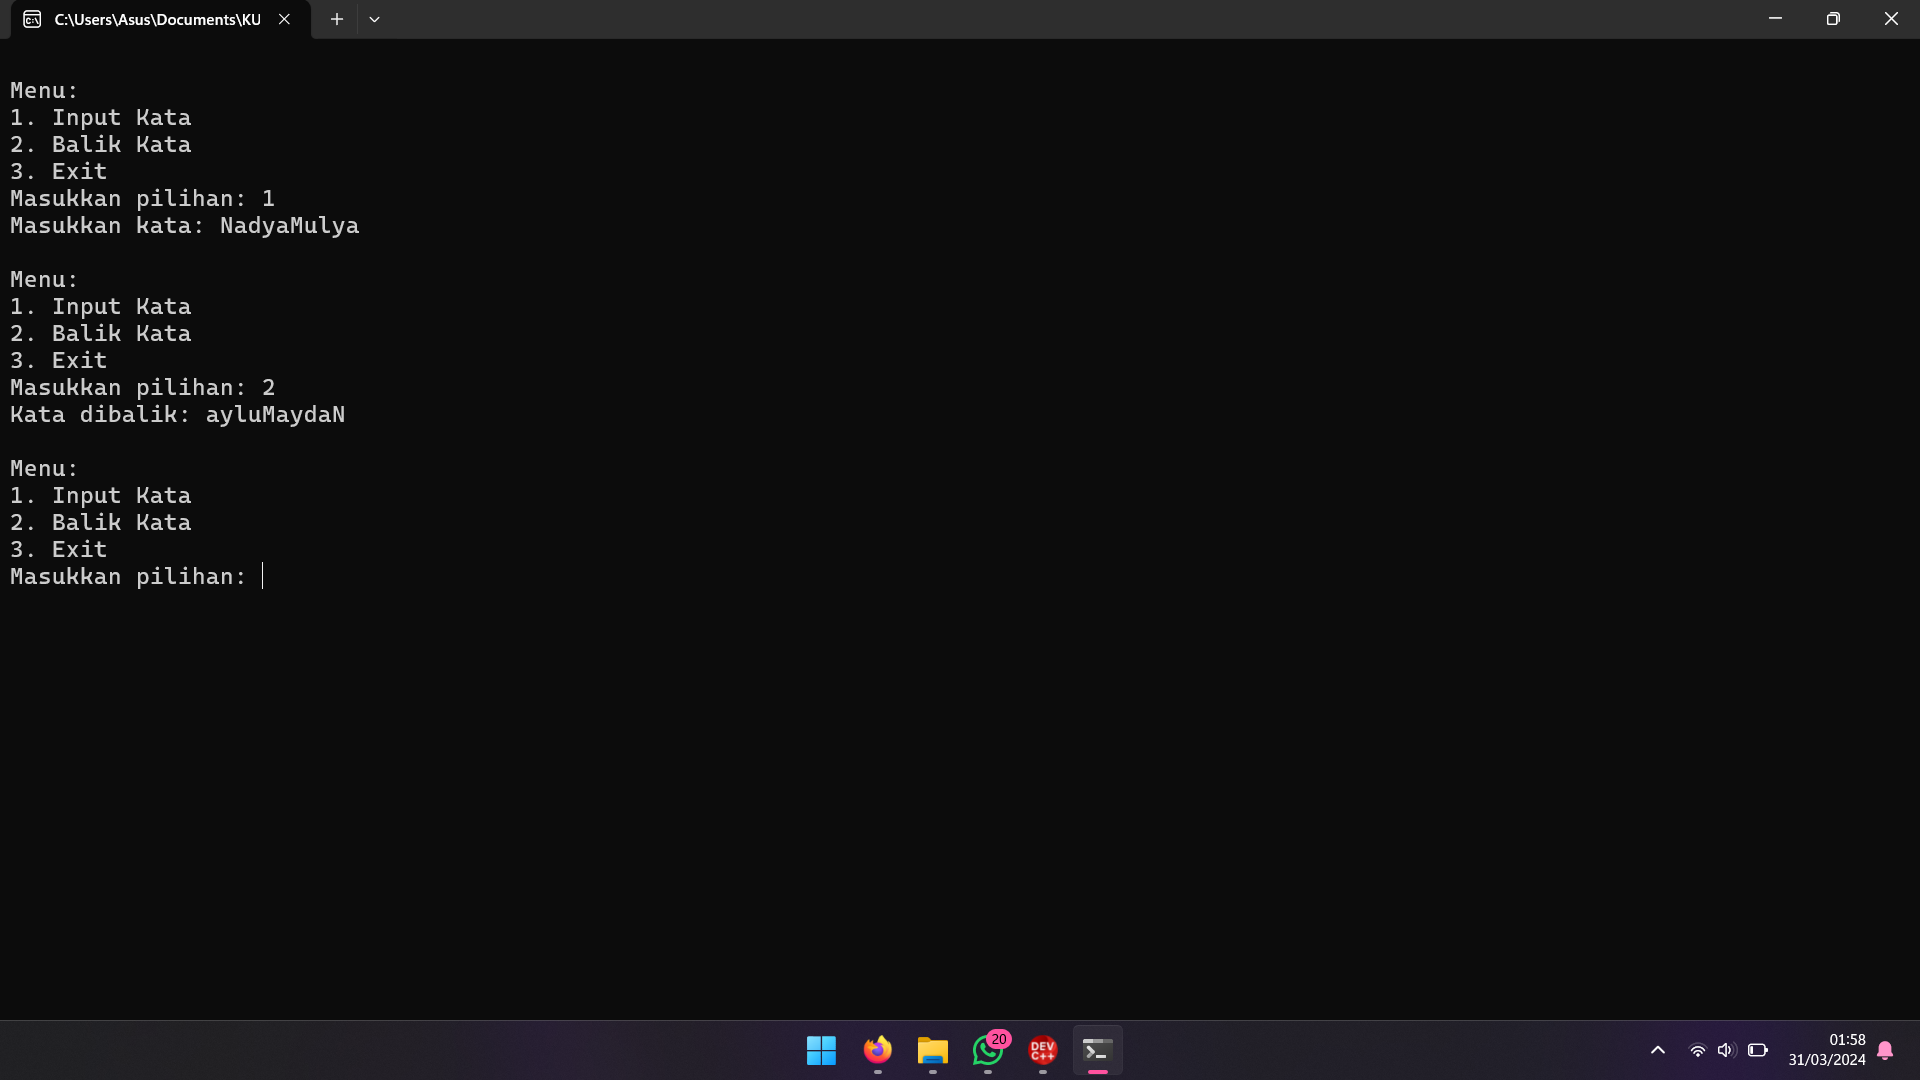 C:\Users\Asus\Documents\KU
Menu:
1. Input Kata
2. Balik Kata
3. Exit
Masukkan pilihan: 1
Masukkan kata: NadyaMulya
Menu:
1. Input Kata
2. Balik Kata
3. Exit
Masukkan pilihan: 2
Kata dibalik: ayluMaydaN
Menu:
1. Input Kata
2. Balik Kata
3. Exit
Masukkan pilihan:
20
DEV
C++
01:58
31/03/2024